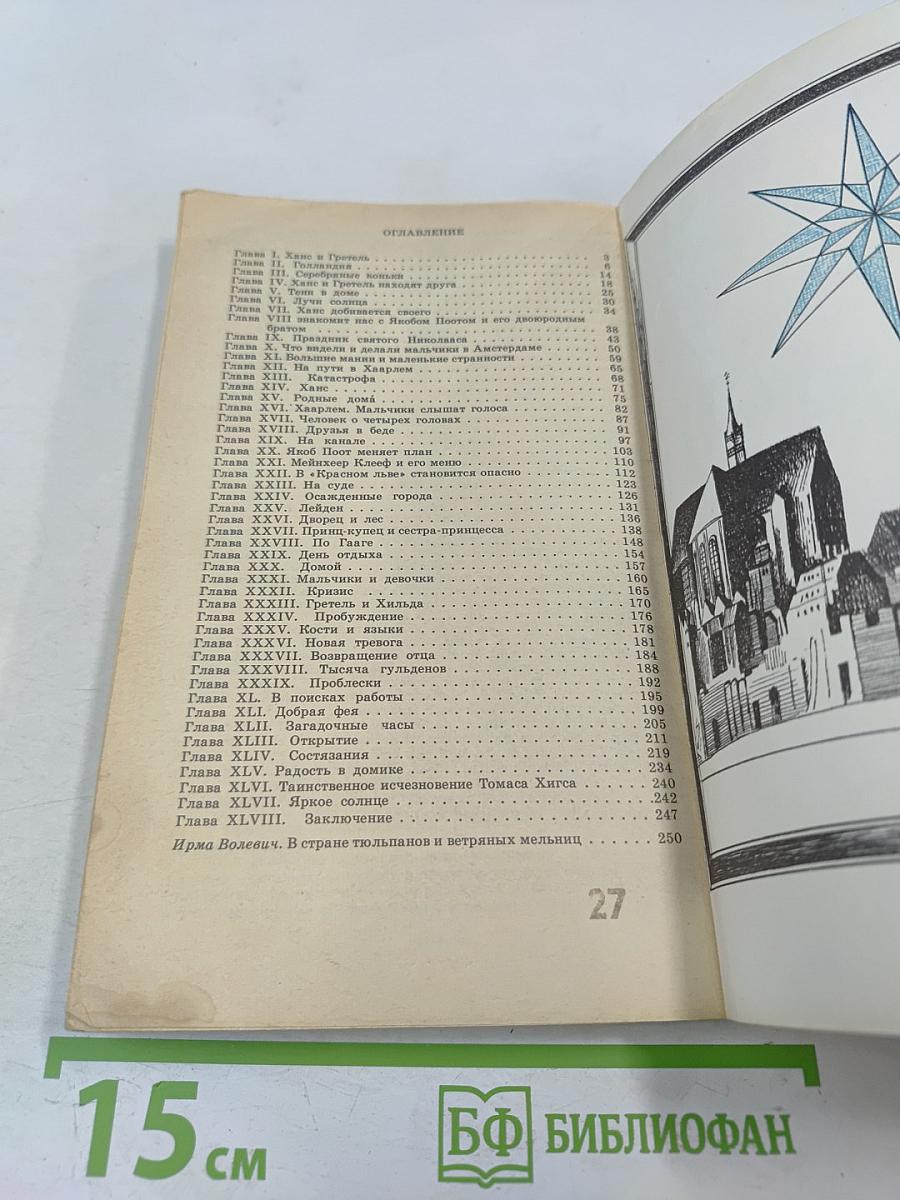 ОГЛАВЛЕНИЕ
Глава I. Ханс и Гретель . . . 3
Глава II. Голландия . . . 6
Глава III. Серебряные коньки . . . 14
Глава IV. Ханс и Гретель находят друга . . . 18
Глава V. Тени в доме . . . 25
Глава VI. Лучи солнца . . . 30
Глава VII. Ханс добивается своего . . . 34
Глава VIII знакомит нас с Якобом Поотом и его двоюродным
братом . . . 38
Глава IX. Праздник святого Николааса . . . 43
Глава X. Что видели и делали мальчики в Амстердаме . . . 50
Глава XI. Большие мании и маленькие странности . . . 59
Глава XII. На пути в Хаарлем . . . 65
Глава XIII. Катастрофа . . . 68
Глава XIV. Ханс . . . 71
Глава XV. Родные дома́ . . . 75
Глава XVI. Хаарлем. Мальчики слышат голоса . . . 82
Глава XVII. Человек о четырех головах . . . 87
Глава XVIII. Друзья в беде . . . 91
Глава XIX. На канале . . . 97
Глава XX. Якоб Поот меняет план . . . 103
Глава XXI. Мейнхеер Клееф и его меню . . . 110
Глава XXII. В «Красном льве» становится опасно . . . 112
Глава XXIII. На суде . . . 123
Глава XXIV. Осажденные города . . . 126
Глава XXV. Лейден . . . 131
Глава XXVI. Дворец и лес . . . 136
Глава XXVII. Принц-купец и сестра-принцесса . . . 138
Глава XXVIII. По Гааге . . . 148
Глава XXIX. День отдыха . . . 154
Глава XXX. Домой . . . 157
Глава XXXI. Мальчики и девочки . . . 160
Глава XXXII. Кризис . . . 165
Глава XXXIII. Гретель и Хильда . . . 170
Глава XXXIV. Пробуждение . . . 176
Глава XXXV. Кости и языки . . . 178
Глава XXXVI. Новая тревога . . . 181
Глава XXXVII. Возвращение отца . . . 184
Глава XXXVIII. Тысяча гульденов . . . 188
Глава XXXIX. Проблески . . . 192
Глава XL. В поисках работы . . . 195
Глава XLI. Добрая фея . . . 199
Глава XLII. Загадочные часы . . . 205
Глава XLIII. Открытие . . . 211
Глава XLIV. Состязания . . . 219
Глава XLV. Радость в домике . . . 234
Глава XLVI. Таинственное исчезновение Томаса Хигса . . . 240
Глава XLVII. Яркое солнце . . . 242
Глава XLVIII. Заключение . . . 247
Ирма Волевич. В стране тюльпанов и ветряных мельниц . . . 250
27
15 см
БФ БИБЛИОФАН